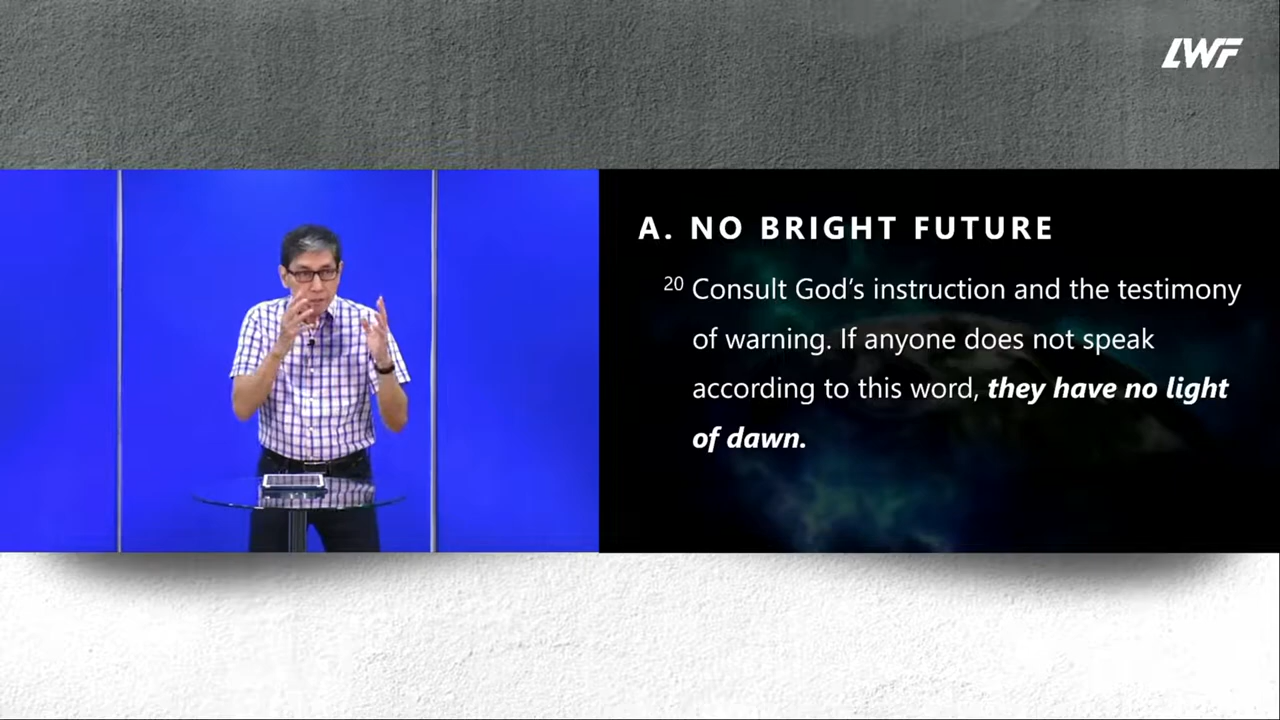 LWF
A. NO BRIGHT FUTURE
20 Consult God’s instruction and the testimony
of warning. If anyone does not speak
according to this word, they have no light
of dawn.